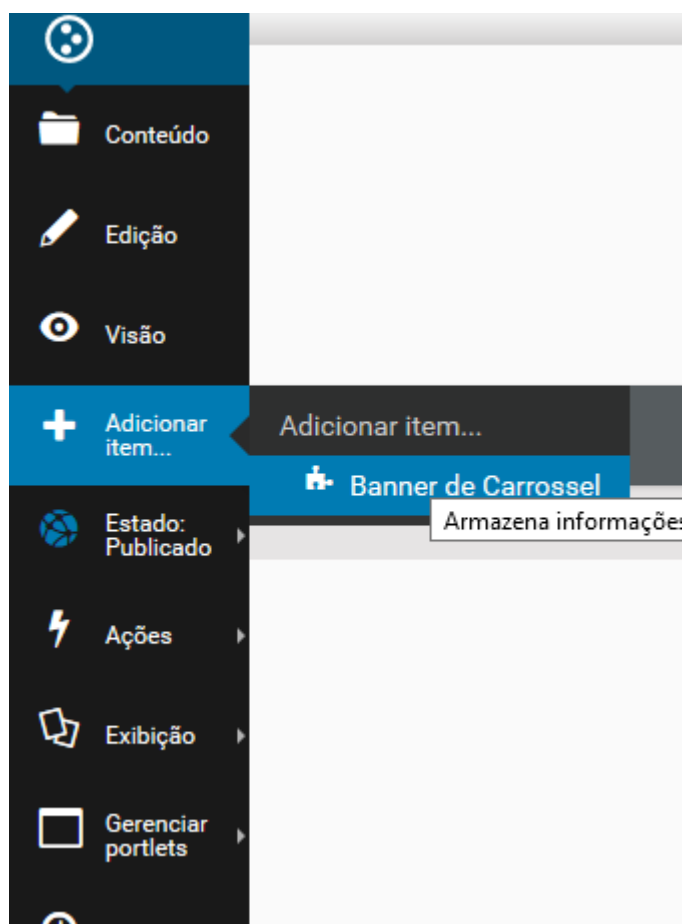 Conteúdo
Edição
Visão
Adicionar
item...
Adicionar item...
Banner de Carrossel
Armazena informações
Estado:
Publicado
Ações
Exibição
Gerenciar
portlets